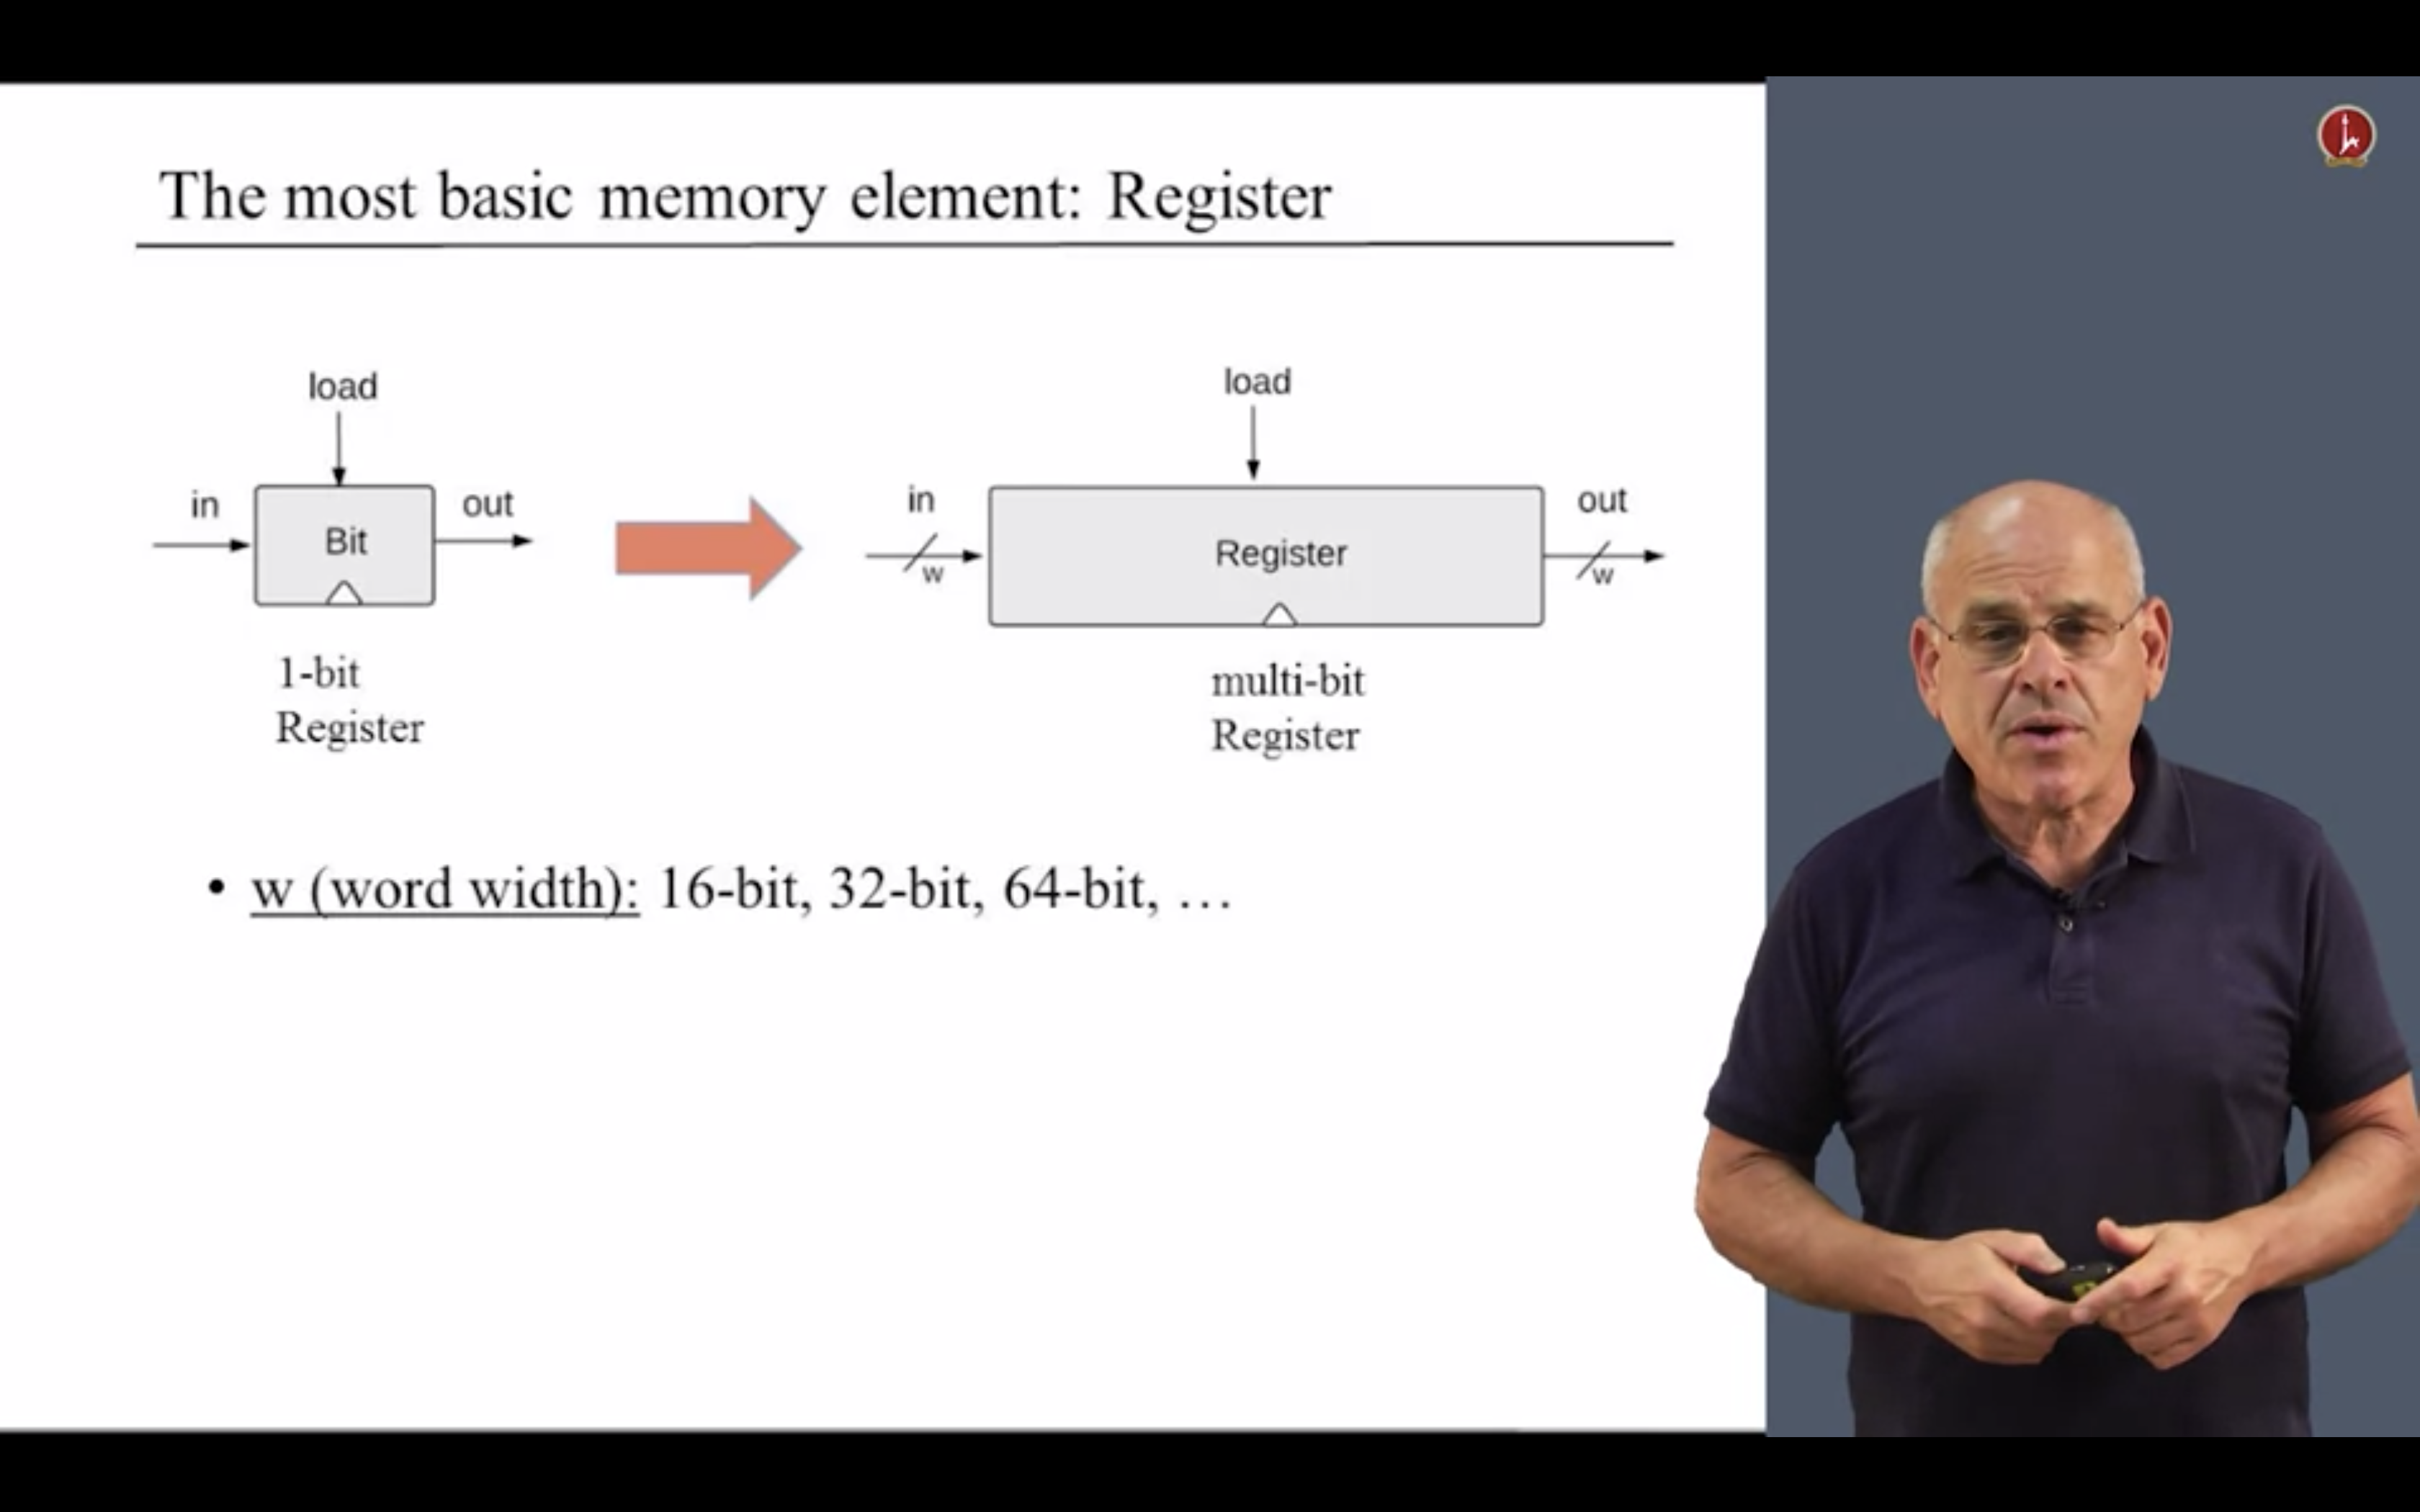 The most basic memory element: Register
load
in
Bit
out
1-bit
Register
load
in
w
Register
out
w
multi-bit
Register
• w (word width): 16-bit, 32-bit, 64-bit, …